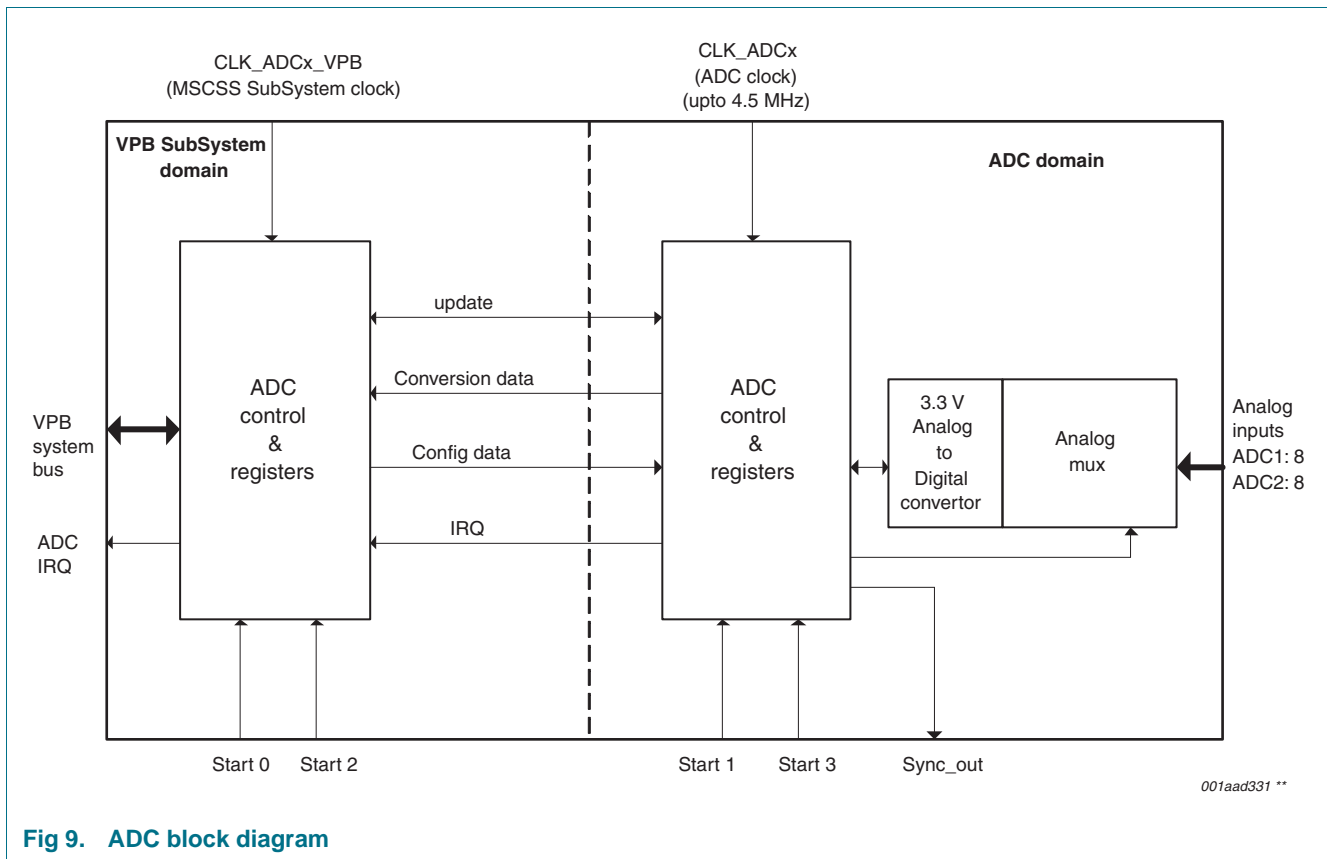 CLK_ADCx_VPB
(MSCSS SubSystem clock)
CLK_ADCx
(ADC clock)
(upto 4.5 MHz)
VPB SubSystem
domain
ADC domain
update
Conversion data
Config data
IRQ
ADC
control
&
registers
ADC
control
&
registers
3.3 V
Analog
to
Digital
convertor
Analog
mux
VPB
system
bus
ADC
IRQ
Analog
inputs
ADC1: 8
ADC2: 8
Start 0
Start 2
Start 1
Start 3
Sync_out
001aad331 **
Fig 9. ADC block diagram